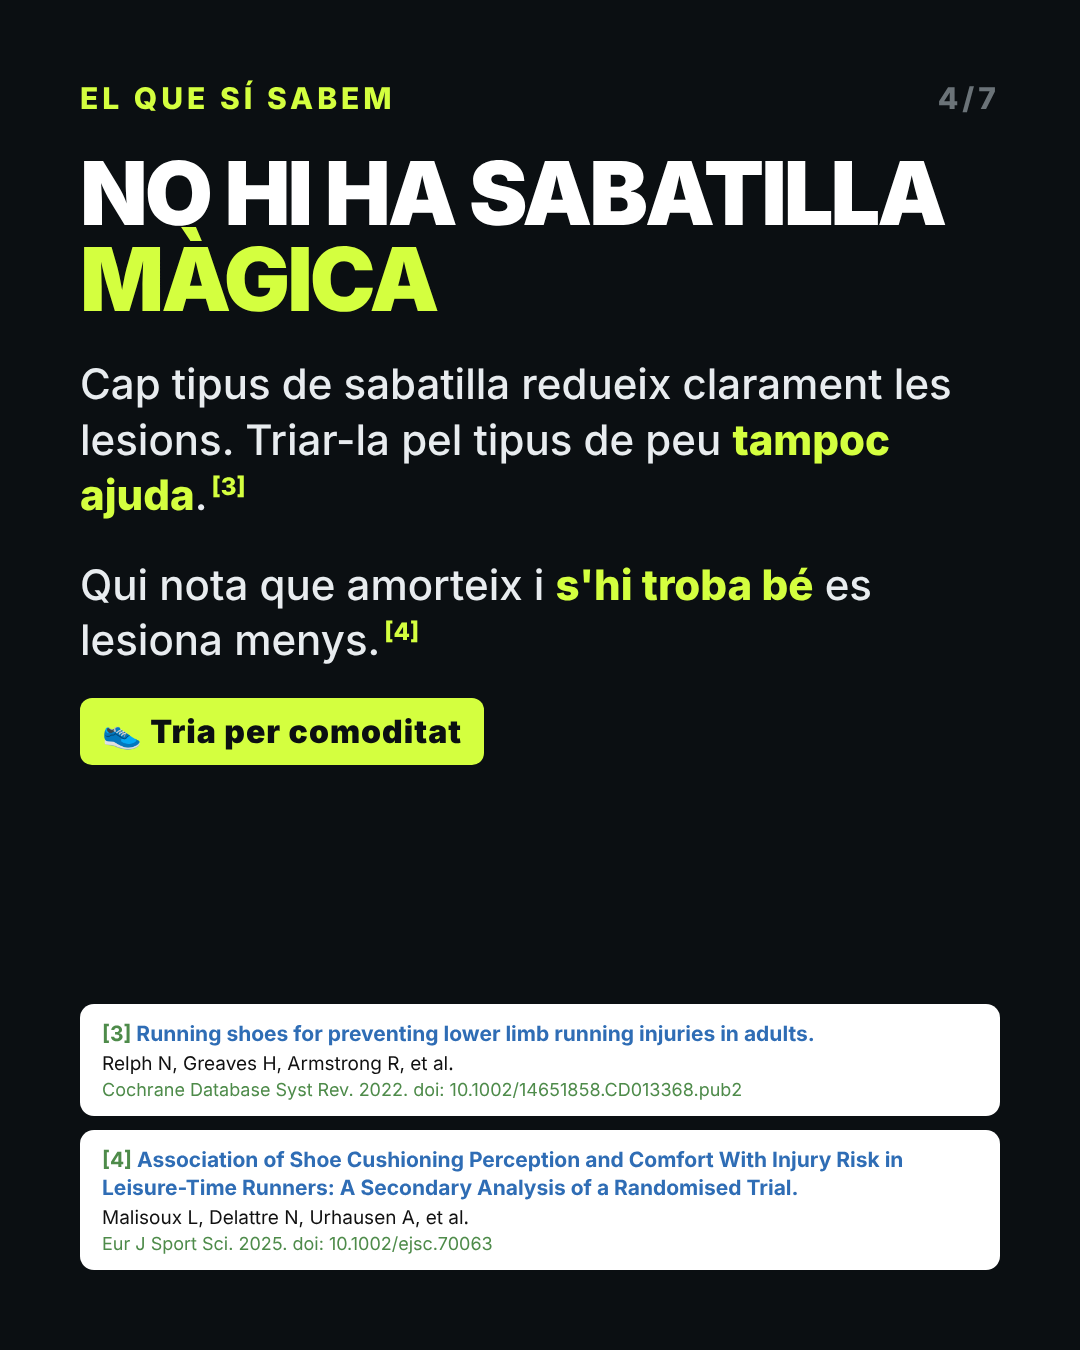 EL QUE SÍ SABEM
4/7
NO HI HA SABATILLA
MÀGICA
Cap tipus de sabatilla redueix clarament les
lesions. Triar-la pel tipus de peu tampoc
ajuda.[3]
Qui nota que amorteix i s'hi troba bé es
lesiona menys.[4]
👟 Tria per comoditat
[3] Running shoes for preventing lower limb running injuries in adults.
Relph N, Greaves H, Armstrong R, et al.
Cochrane Database Syst Rev. 2022. doi: 10.1002/14651858.CD013368.pub2
[4] Association of Shoe Cushioning Perception and Comfort With Injury Risk in
Leisure-Time Runners: A Secondary Analysis of a Randomised Trial.
Malisoux L, Delattre N, Urhausen A, et al.
Eur J Sport Sci. 2025. doi: 10.1002/ejsc.70063